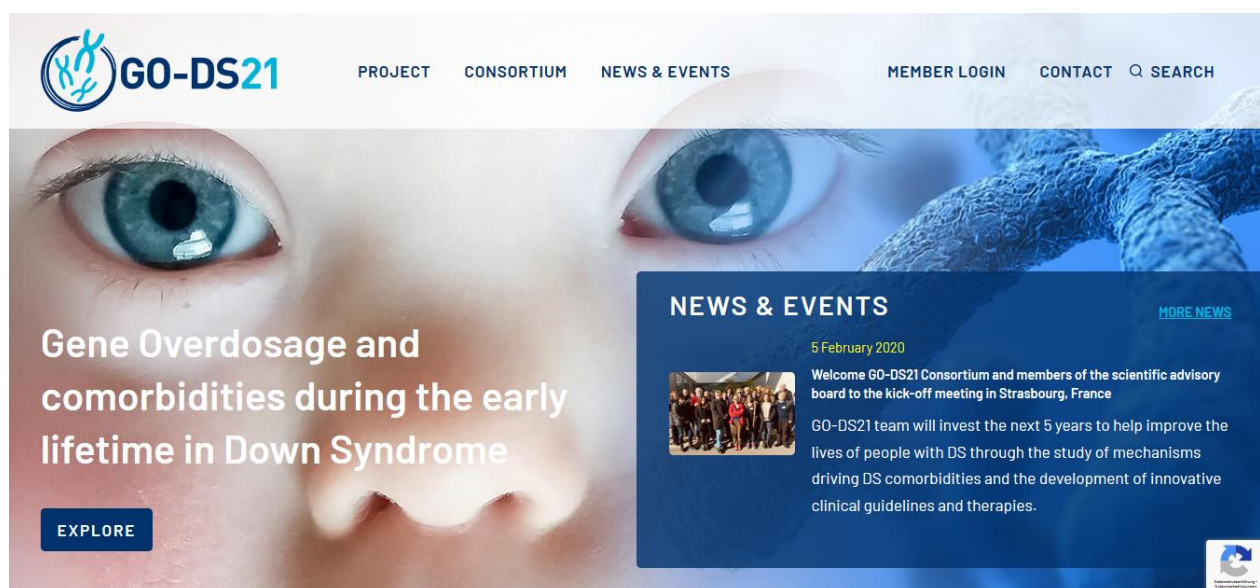 GO-DS21
PROJECT
CONSORTIUM
NEWS & EVENTS
MEMBER LOGIN
CONTACT
SEARCH
Gene Overdosage and
comorbidities during the early
lifetime in Down Syndrome
EXPLORE
NEWS & EVENTS
MORE NEWS
5 February 2020
Welcome GO-DS21 Consortium and members of the scientific advisory
board to the kick-off meeting in Strasbourg, France
GO-DS21 team will invest the next 5 years to help improve the
lives of people with DS through the study of mechanisms
driving DS comorbidities and the development of innovative
clinical guidelines and therapies.